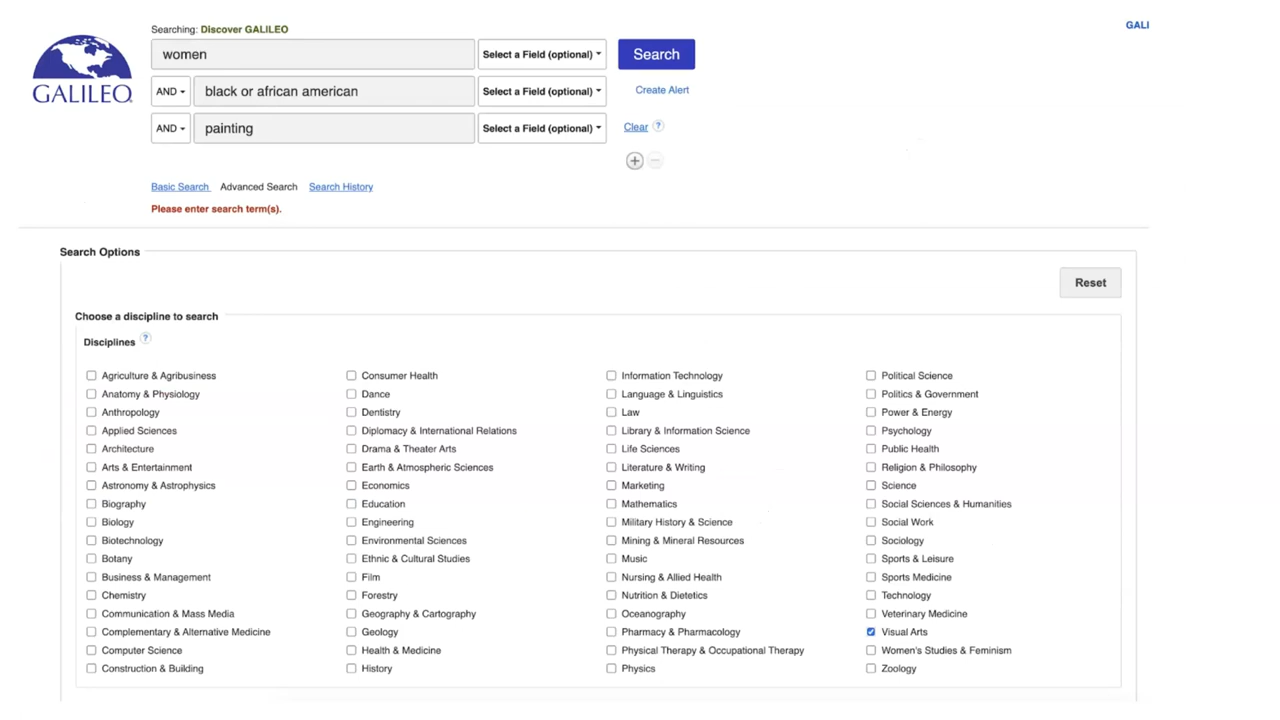 Searching: Discover GALILEO
GALI
women Select a Field (optional) Search
GALILEO
AND black or african american Select a Field (optional) Create Alert
AND painting Select a Field (optional) Clear ?
Basic Search Advanced Search Search History
Please enter search term(s).
Search Options
Reset
Choose a discipline to search
Disciplines ?
Agriculture & Agribusiness Consumer Health Information Technology Political Science
Anatomy & Physiology Dance Language & Linguistics Politics & Government
Anthropology Dentistry Law Power & Energy
Applied Sciences Diplomacy & International Relations Library & Information Science Psychology
Architecture Drama & Theater Arts Life Sciences Public Health
Arts & Entertainment Earth & Atmospheric Sciences Literature & Writing Religion & Philosophy
Astronomy & Astrophysics Economics Marketing Science
Biography Education Mathematics Social Sciences & Humanities
Biology Engineering Military History & Science Social Work
Biotechnology Environmental Sciences Mining & Mineral Resources Sociology
Botany Ethnic & Cultural Studies Music Sports & Leisure
Business & Management Film Nursing & Allied Health Sports Medicine
Chemistry Forestry Nutrition & Dietetics Technology
Communication & Mass Media Geography & Cartography Oceanography Veterinary Medicine
Complementary & Alternative Medicine Geology Pharmacy & Pharmacology Visual Arts
Computer Science Health & Medicine Physical Therapy & Occupational Therapy Women's Studies & Feminism
Construction & Building History Physics Zoology